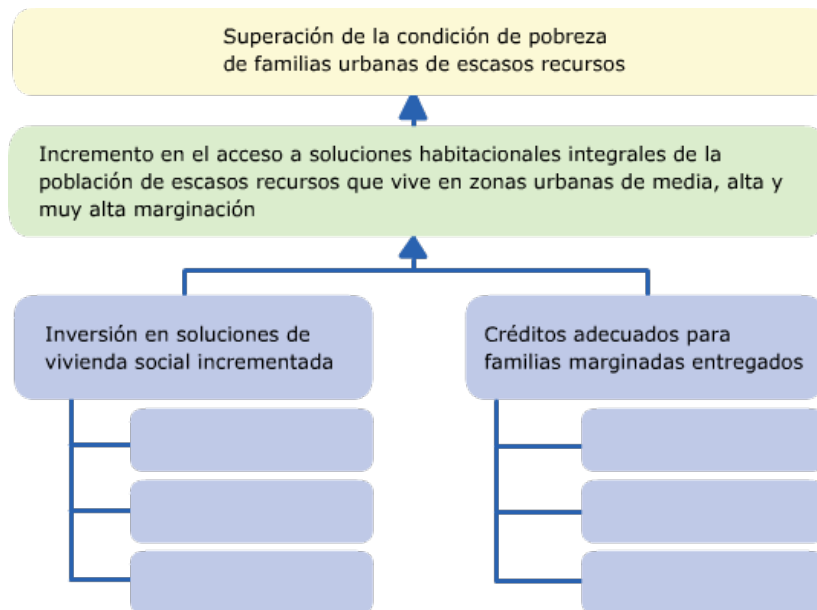 Superación de la condición de pobreza
de familias urbanas de escasos recursos
Incremento en el acceso a soluciones habitacionales integrales de la
población de escasos recursos que vive en zonas urbanas de media, alta y
muy alta marginación
Inversión en soluciones de
vivienda social incrementada
Créditos adecuados para
familias marginadas entregados